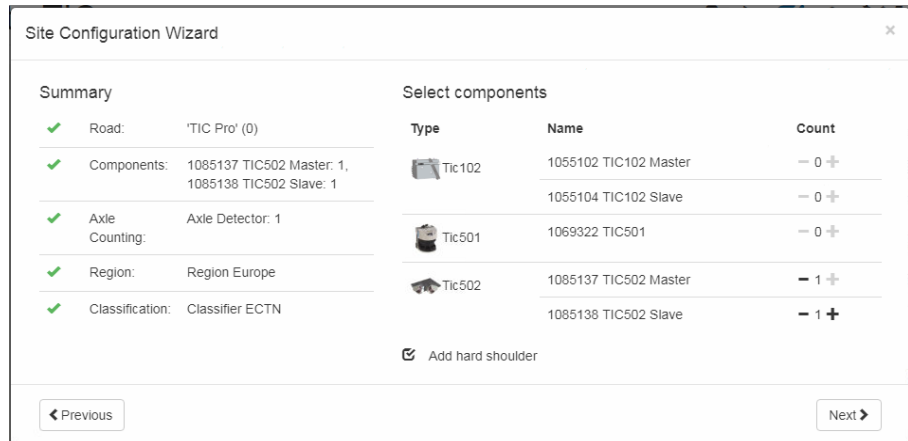 Site Configuration Wizard
×
Summary
Road: 'TIC Pro' (0)
Components: 1085137 TIC502 Master: 1,
1085138 TIC502 Slave: 1
Axle Axle Detector: 1
Counting:
Region: Region Europe
Classification: Classifier ECTN
Select components
Type Name Count
Tic102 1055102 TIC102 Master − 0 +
1055104 TIC102 Slave − 0 +
Tic501 1069322 TIC501 − 0 +
Tic502 1085137 TIC502 Master − 1 +
1085138 TIC502 Slave − 1 +
Add hard shoulder
Previous
Next